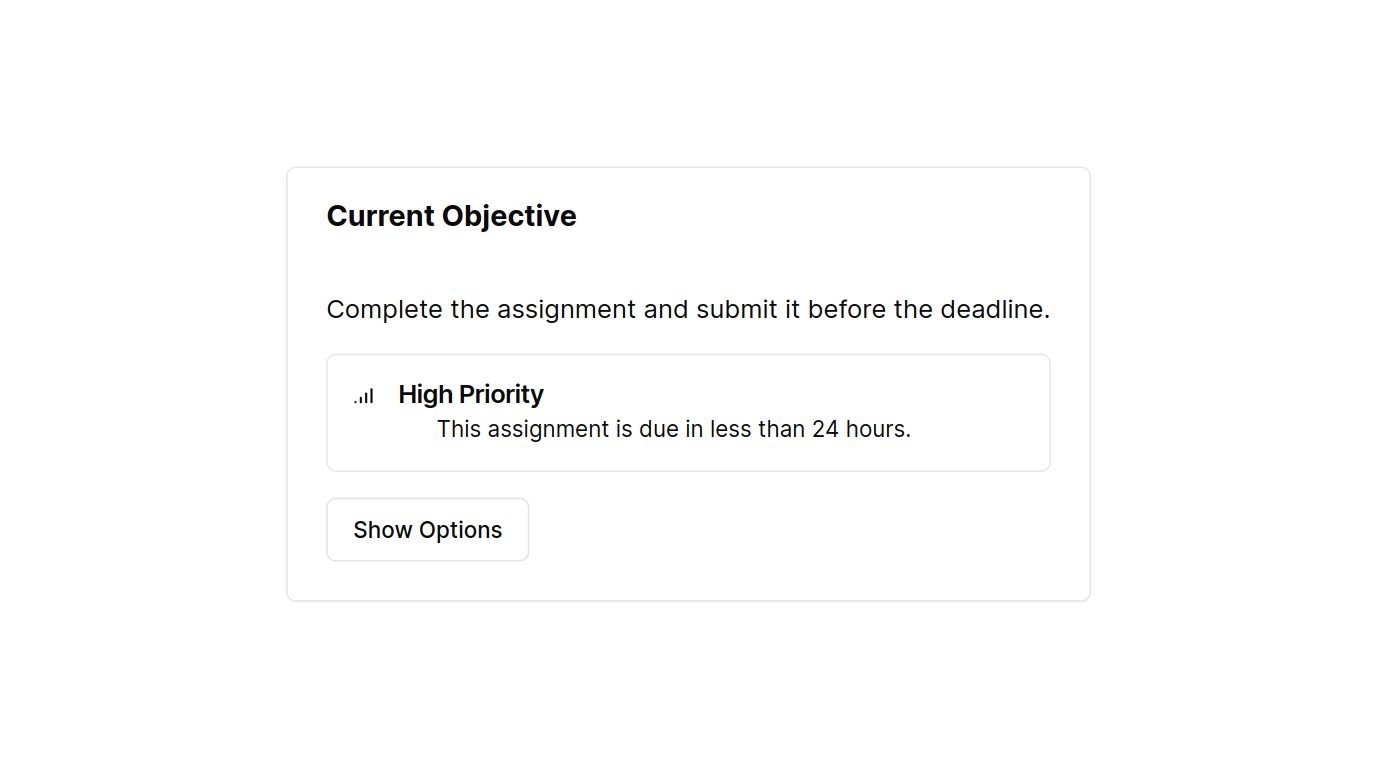 Current Objective
Complete the assignment and submit it before the deadline.
High Priority
This assignment is due in less than 24 hours.
Show Options